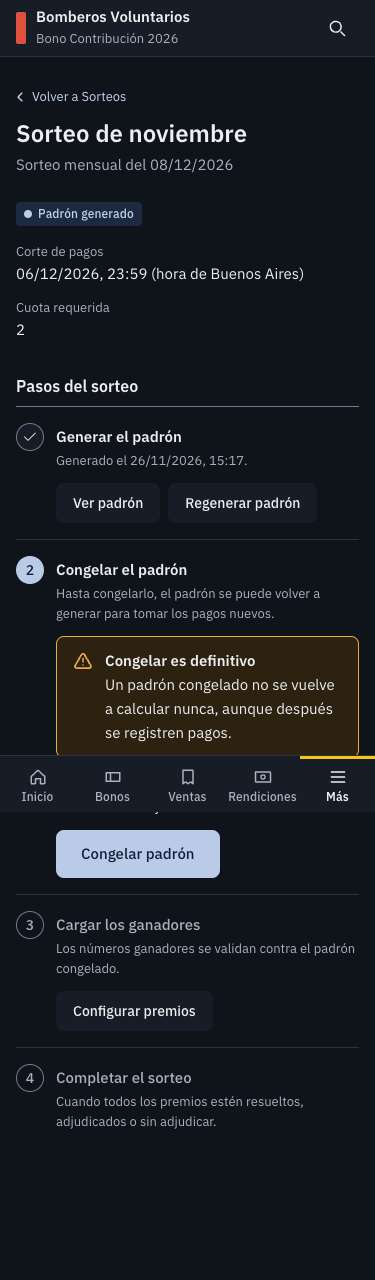 Bomberos Voluntarios
Bono Contribución 2026
Volver a Sorteos
Sorteo de noviembre
Sorteo mensual del 08/12/2026
Padrón generado
Corte de pagos
06/12/2026, 23:59 (hora de Buenos Aires)
Cuota requerida
2
Pasos del sorteo
Generar el padrón
Generado el 26/11/2026, 15:17.
Ver padrón
Regenerar padrón
2
Congelar el padrón
Hasta congelarlo, el padrón se puede volver a
generar para tomar los pagos nuevos.
Congelar es definitivo
Un padrón congelado no se vuelve
a calcular nunca, aunque después
se registren pagos.
Inicio
Bonos
Ventas
Rendiciones
Más
Congelar padrón
3
Cargar los ganadores
Los números ganadores se validan contra el padrón
congelado.
Configurar premios
4
Completar el sorteo
Cuando todos los premios estén resueltos,
adjudicados o sin adjudicar.